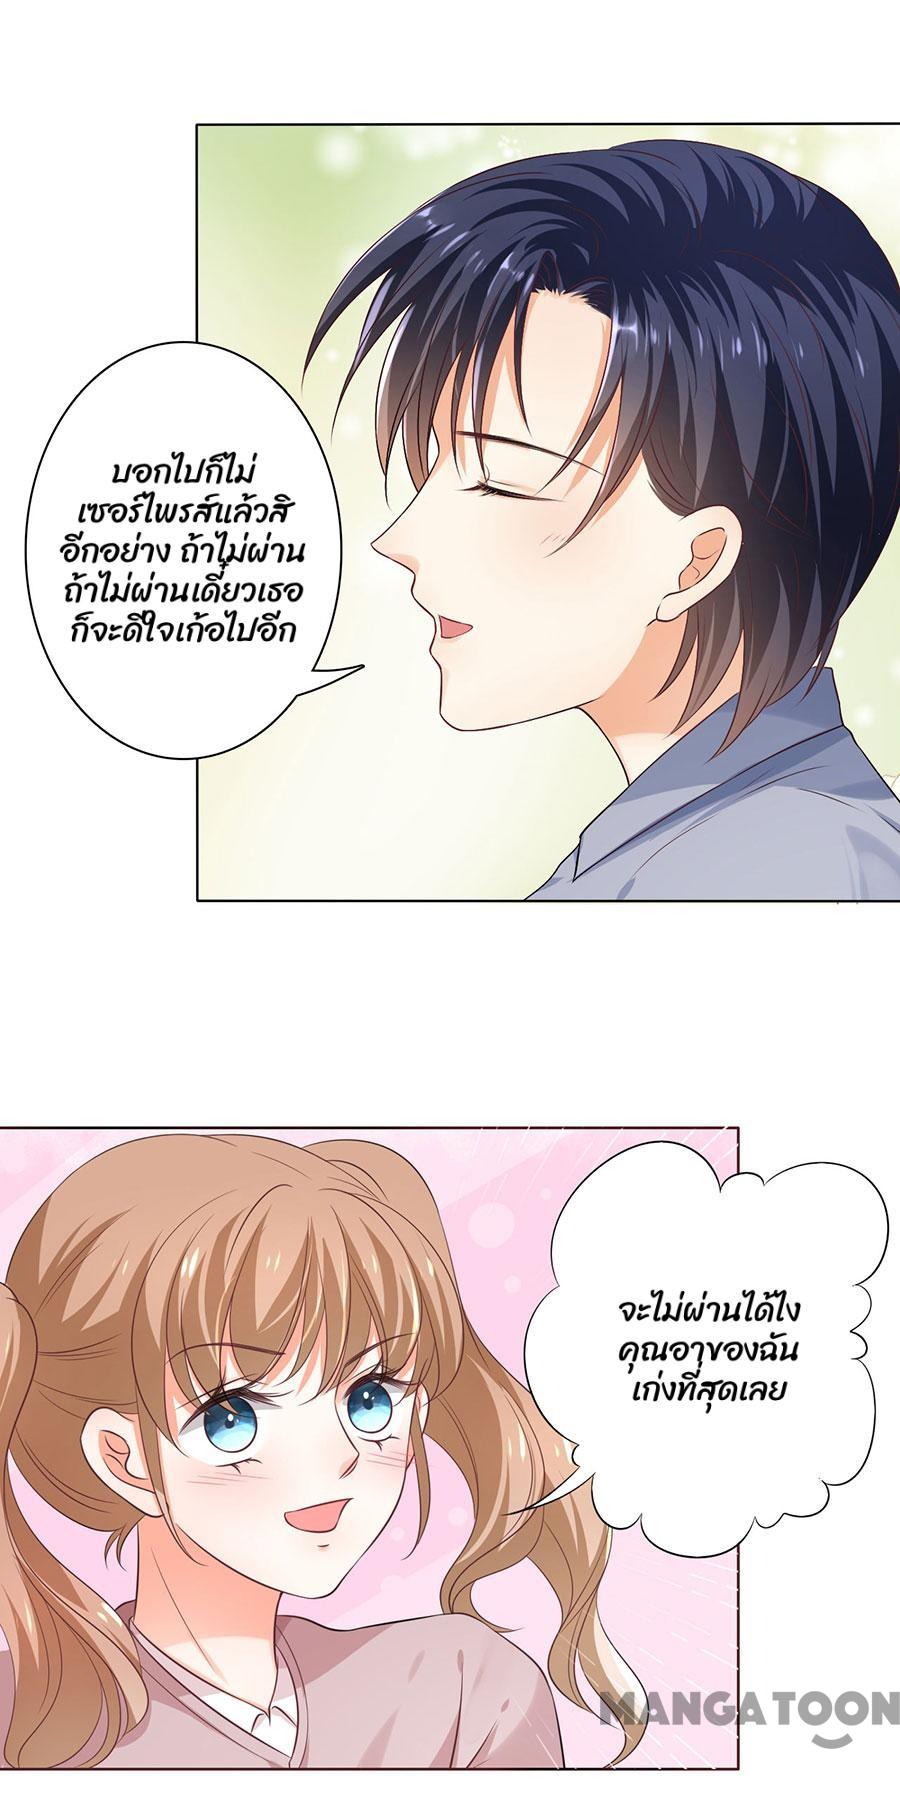 บอกไปก็ไม่
เซอร์ไพรส์แล้วสิ
อีกอย่าง ถ้าไม่ผ่าน
ถ้าไม่ผ่านเดี๋ยวเธอ
ก็จะดีใจเก้อไปอีก
จะไม่ผ่านได้ไง
คุณอาของฉัน
เก่งที่สุดเลย
MANGATOON